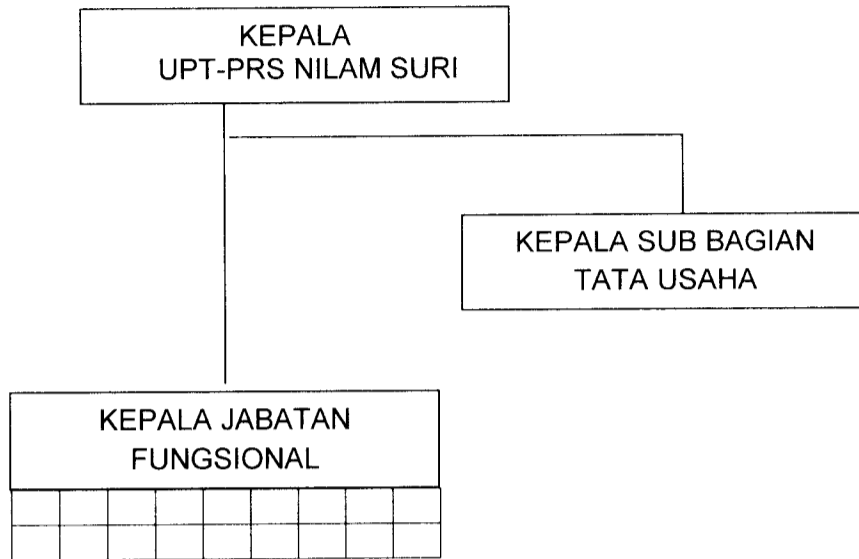 KEPALA
UPT-PRS NILAM SURI
KEPALA SUB BAGIAN
TATA USAHA
KEPALA JABATAN
FUNGSIONAL